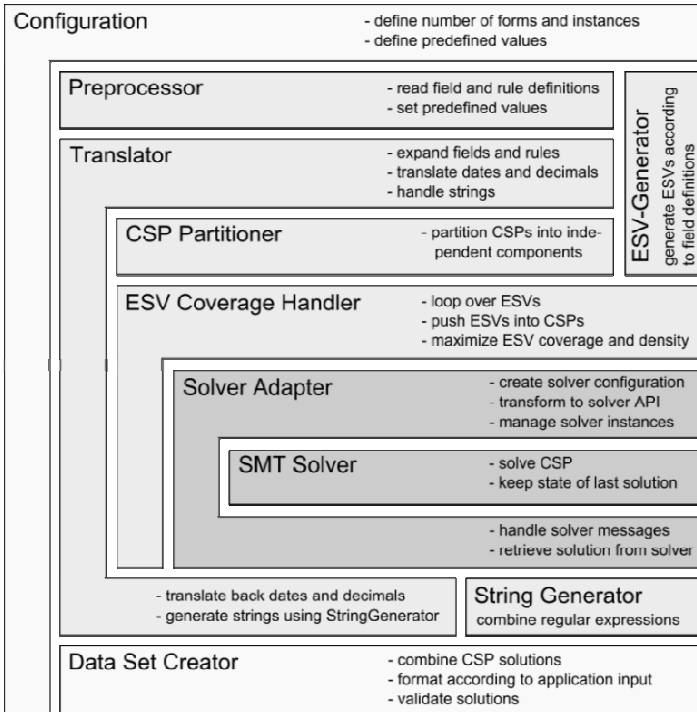 Configuration
- define number of forms and instances
- define predefined values
Preprocessor
- read field and rule definitions
- set predefined values
ESV-Generator
generate ESVs according
to field definitions
Translator
- expand fields and rules
- translate dates and decimals
- handle strings
CSP Partitioner
- partition CSPs into inde-
pendent components
ESV Coverage Handler
- loop over ESVs
- push ESVs into CSPs
- maximize ESV coverage and density
Solver Adapter
- create solver configuration
- transform to solver API
- manage solver instances
SMT Solver
- solve CSP
- keep state of last solution
- handle solver messages
- retrieve solution from solver
- translate back dates and decimals
- generate strings using StringGenerator
String Generator
combine regular expressions
Data Set Creator
- combine CSP solutions
- format according to application input
- validate solutions